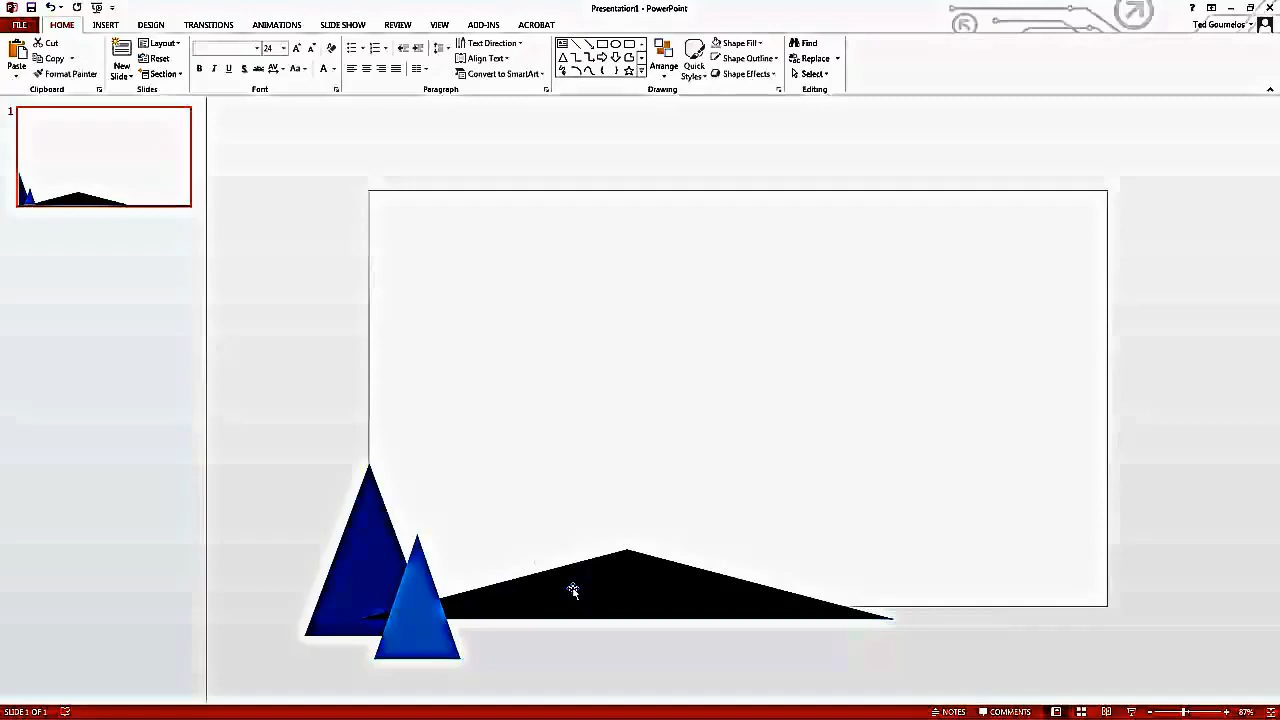 Presentation1 - PowerPoint
FILE HOME INSERT DESIGN TRANSITIONS ANIMATIONS SLIDE SHOW REVIEW VIEW ADD-INS ACROBAT Ted Goumelos
Paste
Cut
Copy
Format Painter
Clipboard
New
Slide
Layout
Reset
Section
Slides
24
B I U S abc AV Aa A
Font
Text Direction
Align Text
Convert to SmartArt
Paragraph
Arrange
Quick
Styles
Shape Fill
Shape Outline
Shape Effects
Drawing
Find
Replace
Select
Editing
1
SLIDE 1 OF 1 NOTES COMMENTS 87%